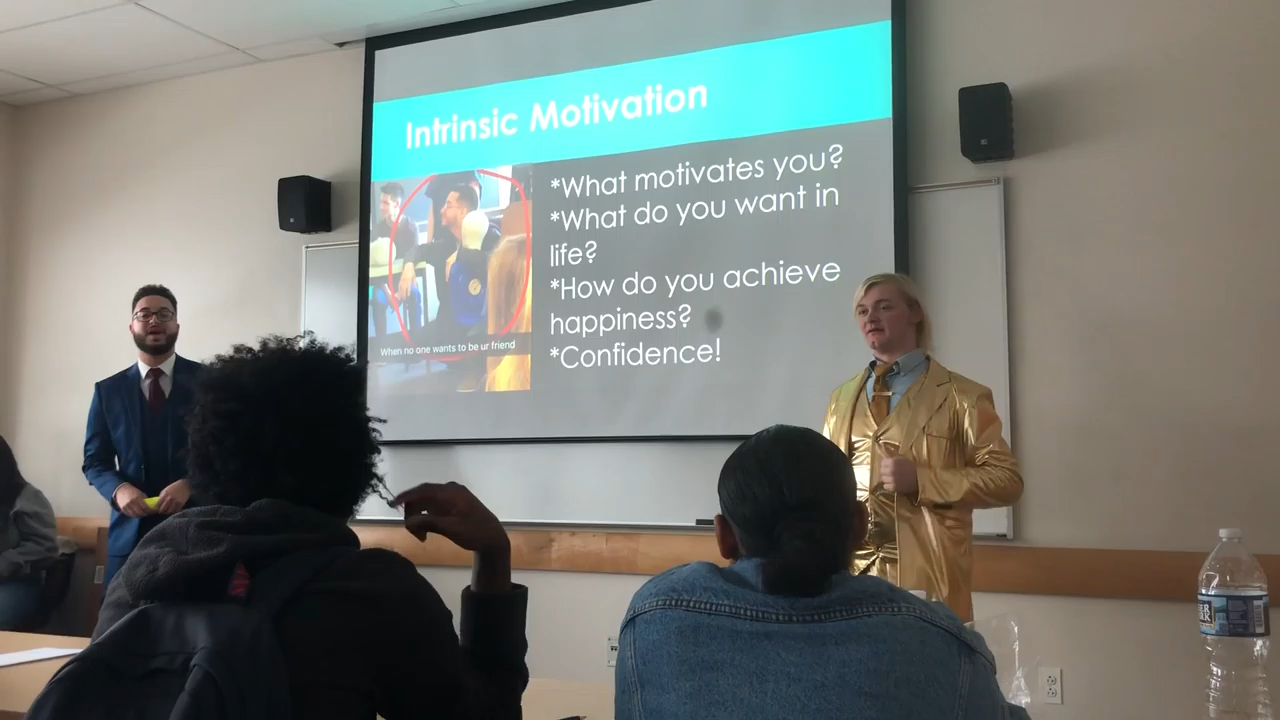 Intrinsic Motivation
*What motivates you?
*What do you want in
life?
*How do you achieve
happiness?
*Confidence!
When no one wants to be ur friend